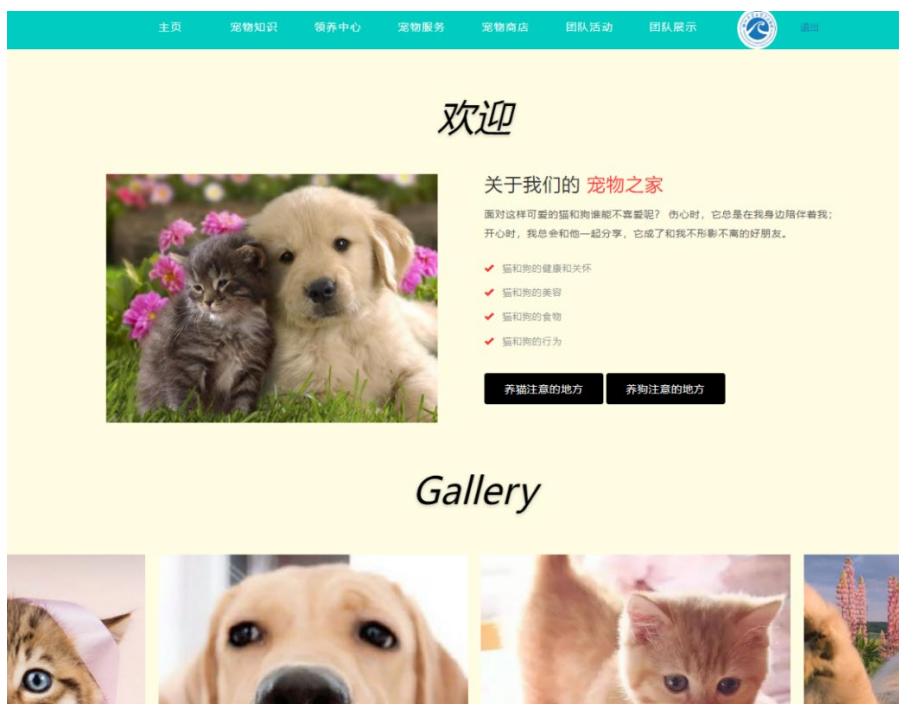 主页 宠物知识 领养中心 宠物服务 宠物商店 团队活动 团队展示 退出
欢迎
关于我们的 宠物之家
面对这样可爱的猫和狗谁能不喜爱呢？ 伤心时，它总是在我身边陪伴着我；
开心时，我总会和他一起分享，它成了和我不形影不离的好朋友。
猫和狗的健康和关怀
猫和狗的美容
猫和狗的食物
猫和狗的行为
养猫注意的地方 养狗注意的地方
Gallery